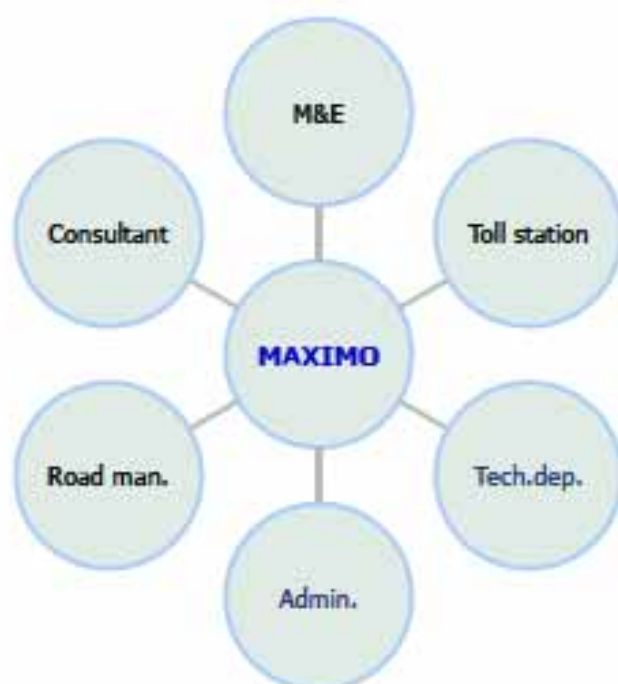 M&E
Consultant
Toll station
MAXIMO
Road man.
Tech.dep.
Admin.